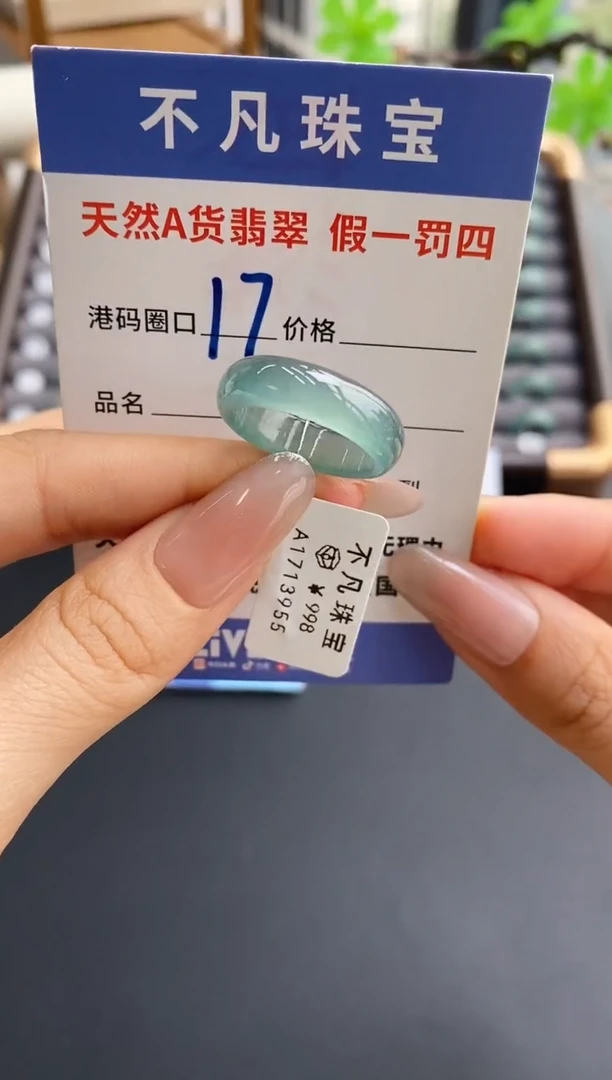 不凡珠宝
天然A货翡翠 假一罚四
港码圈口 17 价格
品名
不凡珠宝
¥998
A1713955